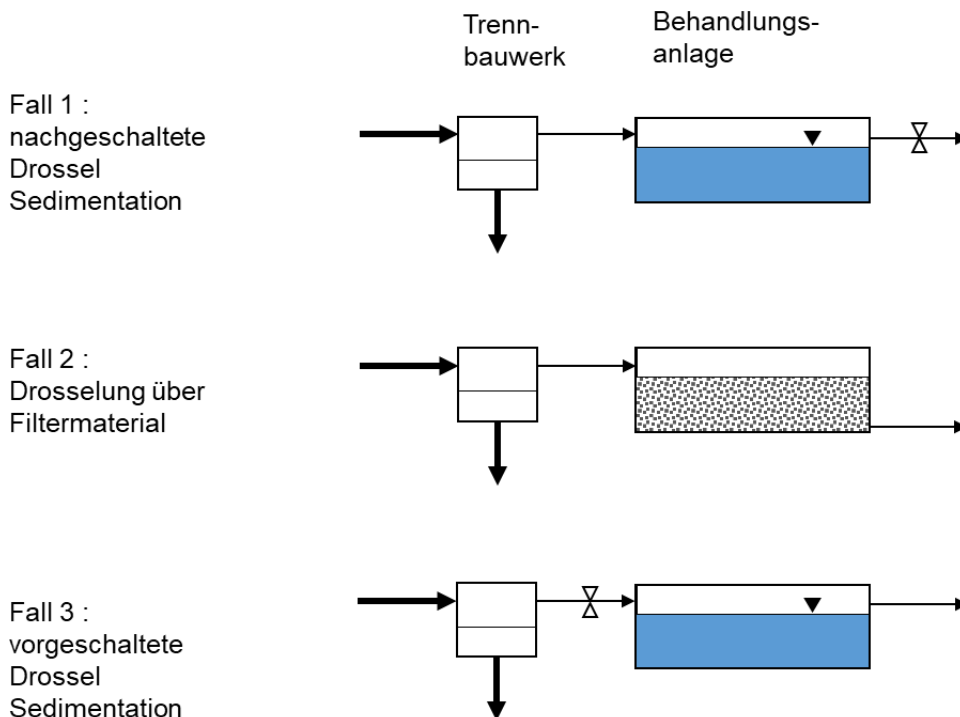 Trenn-
bauwerk
Behandlungs-
anlage
Fall 1 :
nachgeschaltete
Drossel
Sedimentation
Fall 2 :
Drosselung über
Filtermaterial
Fall 3 :
vorgeschaltete
Drossel
Sedimentation